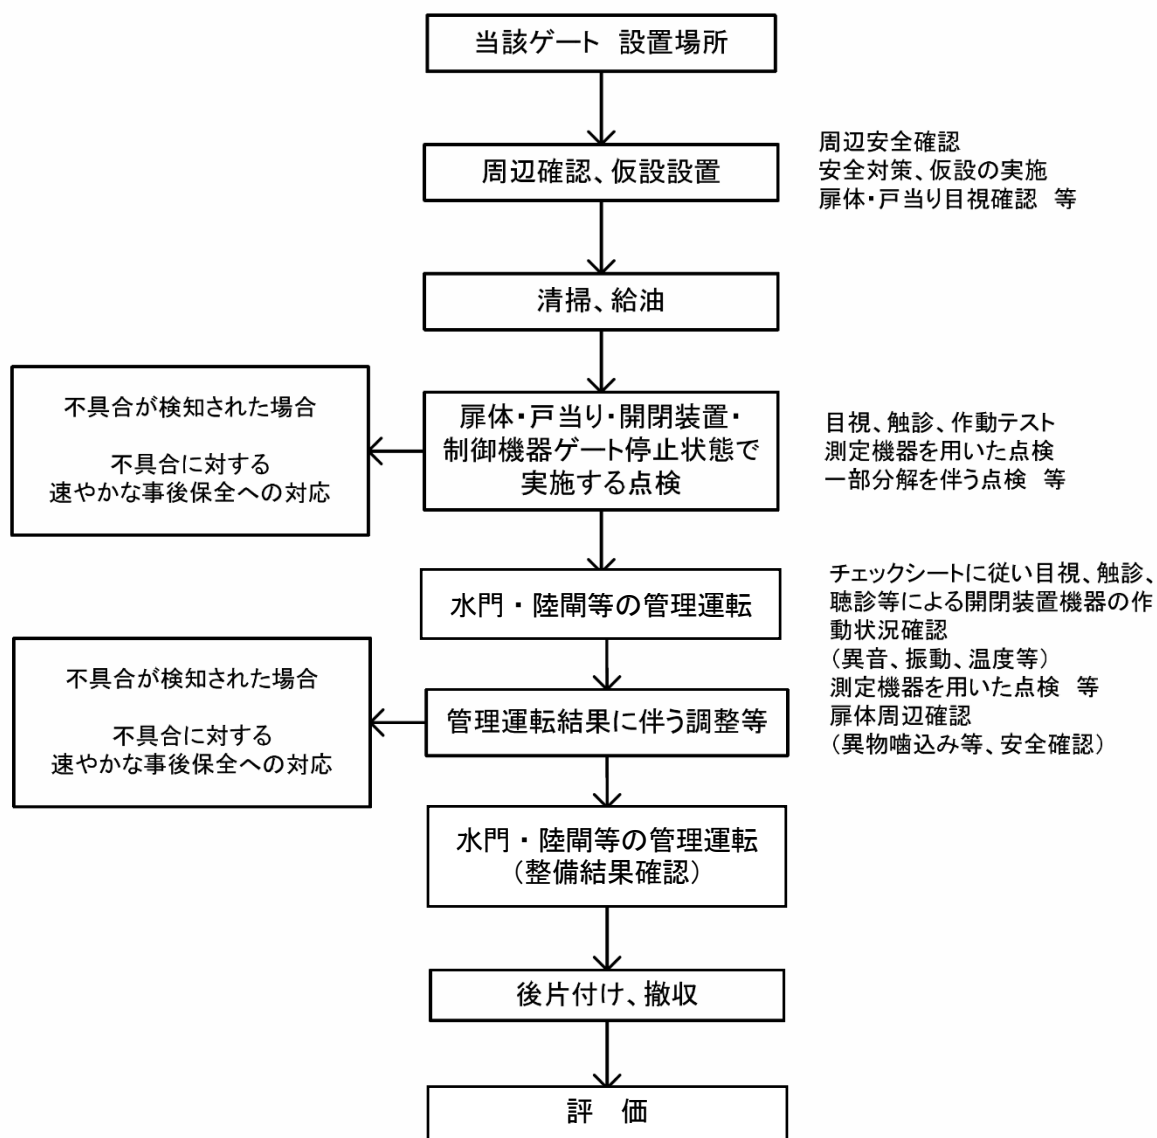 当該ゲート 設置場所
周辺確認、仮設設置
周辺安全確認
安全対策、仮設の実施
扉体・戸当り目視確認 等
清掃、給油
扉体・戸当り・開閉装置・
制御機器ゲート停止状態で
実施する点検
目視、触診、作動テスト
測定機器を用いた点検
一部分解を伴う点検 等
不具合が検知された場合
不具合に対する
速やかな事後保全への対応
水門・陸閘等の管理運転
チェックシートに従い目視、触診、
聴診等による開閉装置機器の作
動状況確認
(異音、振動、温度等)
測定機器を用いた点検 等
扉体周辺確認
(異物噛込み等、安全確認)
管理運転結果に伴う調整等
不具合が検知された場合
不具合に対する
速やかな事後保全への対応
水門・陸閘等の管理運転
(整備結果確認)
後片付け、撤収
評 価